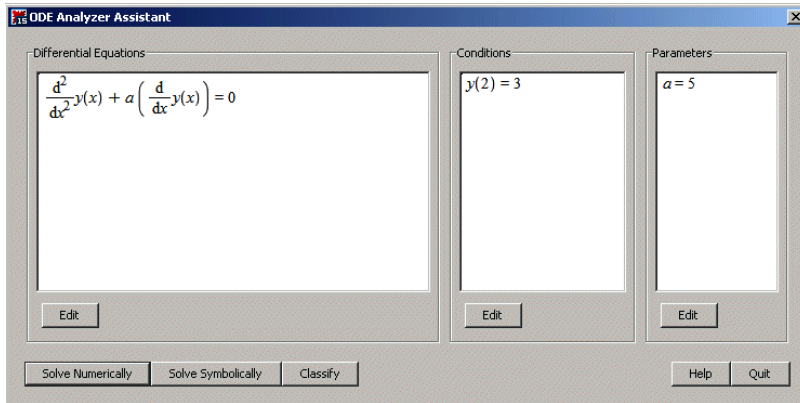 15 ODE Analyzer Assistant
Differential Equations
Conditions
Parameters
d²/dx² y(x) + a (d/dx y(x)) = 0
y(2) = 3
a = 5
Edit
Edit
Edit
Solve Numerically
Solve Symbolically
Classify
Help
Quit